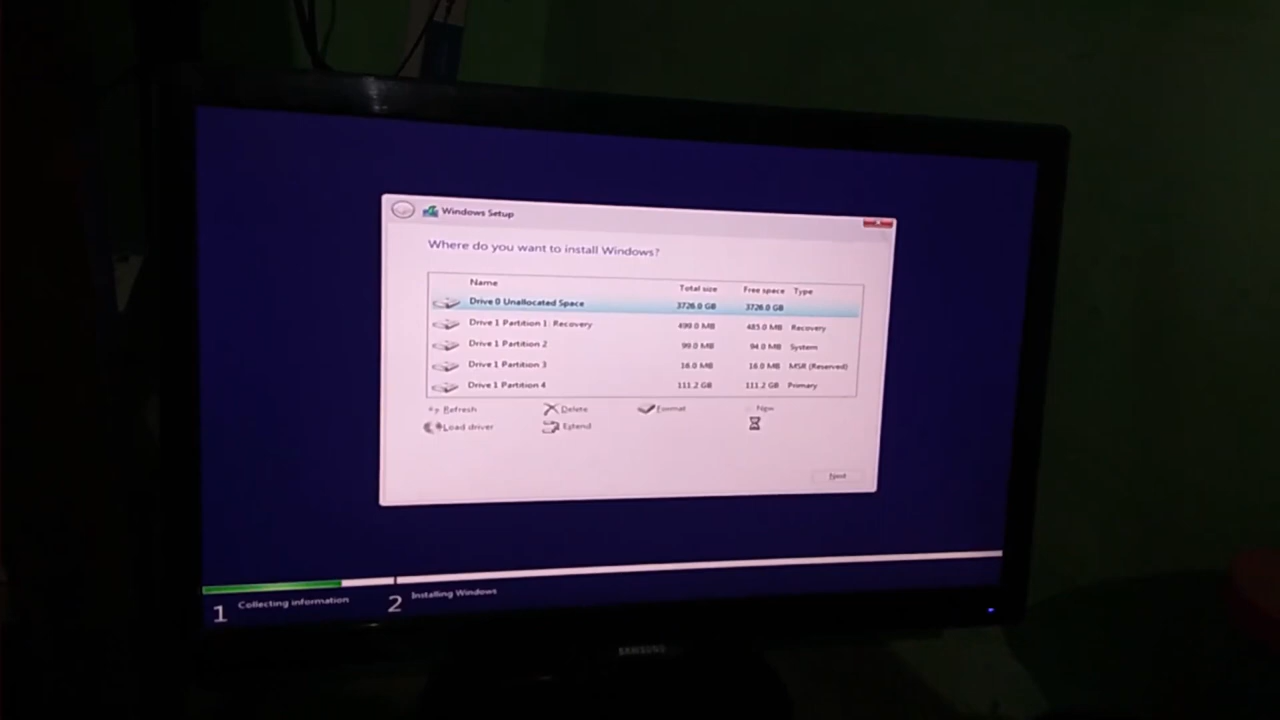 Windows Setup
Where do you want to install Windows?
Name Total size Free space Type
Drive 0 Unallocated Space 3726.0 GB 3726.0 GB
Drive 1 Partition 1: Recovery 499.0 MB 485.0 MB Recovery
Drive 1 Partition 2 99.0 MB 94.0 MB System
Drive 1 Partition 3 16.0 MB 16.0 MB MSR (Reserved)
Drive 1 Partition 4 111.2 GB 111.2 GB Primary
Refresh Delete Format New
Load driver Extend
Next
1 Collecting information 2 Installing Windows
SAMSUNG